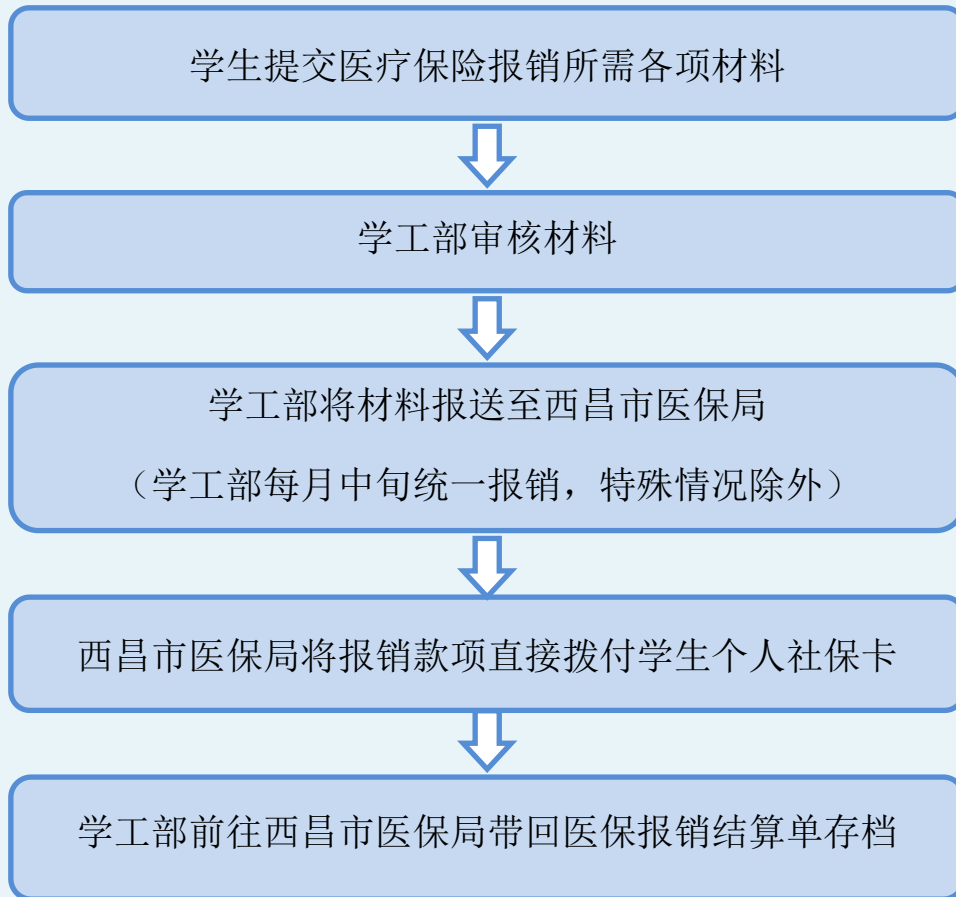 学生提交医疗保险报销所需各项材料
学工部审核材料
学工部将材料报送至西昌市医保局
（学工部每月中旬统一报销，特殊情况除外）
西昌市医保局将报销款项直接拨付学生个人社保卡
学工部前往西昌市医保局带回医保报销结算单存档